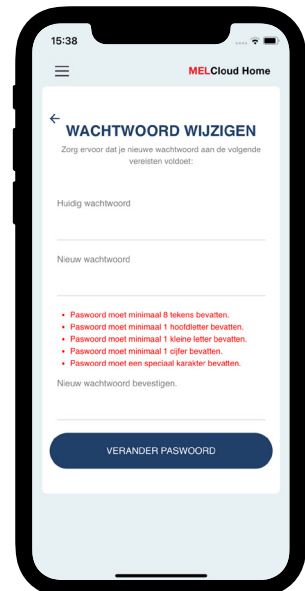 15:38
MELCloud Home
WACHTWOORD WIJZIGEN
Zorg ervoor dat je nieuwe wachtwoord aan de volgende
vereisten voldoet:
Huidig wachtwoord
Nieuw wachtwoord
• Paswoord moet minimaal 8 tekens bevatten.
• Paswoord moet minimaal 1 hoofdletter bevatten.
• Paswoord moet minimaal 1 kleine letter bevatten.
• Paswoord moet minimaal 1 cijfer bevatten.
• Paswoord moet een speciaal karakter bevatten.
Nieuw wachtwoord bevestigen.
VERANDER PASWOORD